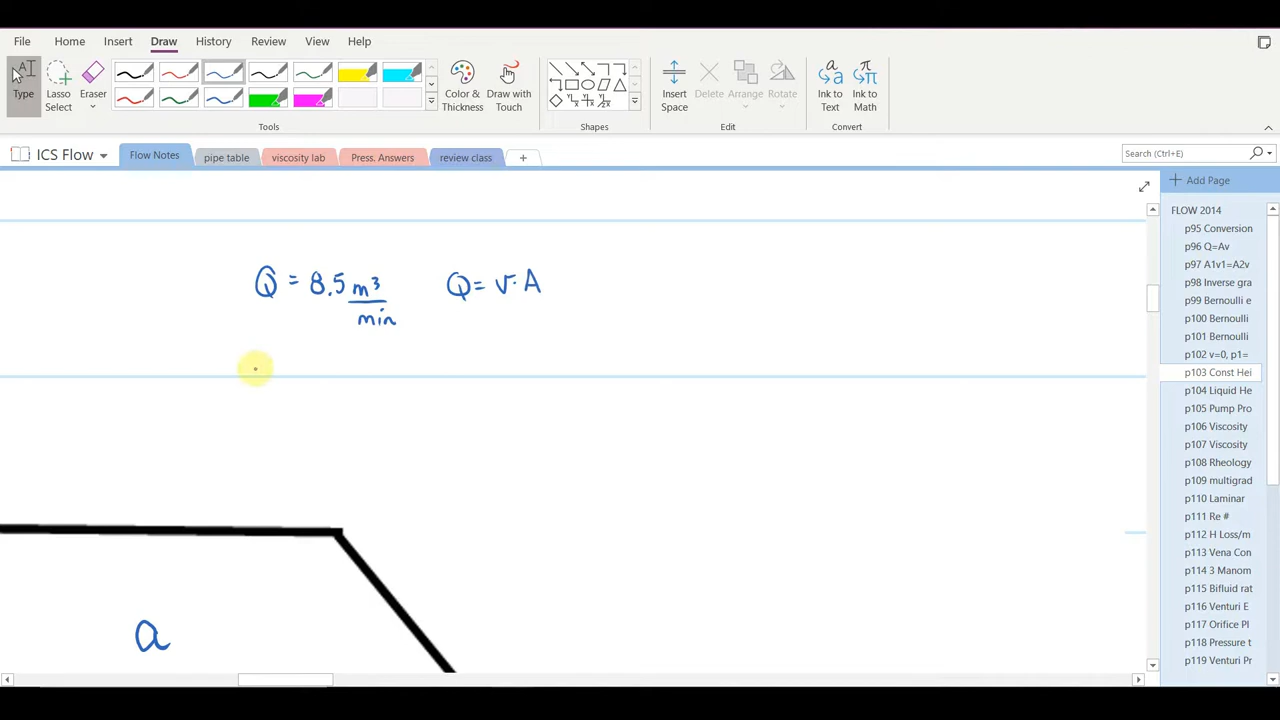 File Home Insert Draw History Review View Help
Type Lasso Select Eraser Color & Thickness Draw with Touch Insert Space Delete Arrange Rotate Ink to Text Ink to Math
Tools Shapes Edit Convert
ICS Flow Flow Notes pipe table viscosity lab Press. Answers review class + Search (Ctrl+E)
Add Page
FLOW 2014
p95 Conversion
p96 Q=Av
p97 A1v1=A2v
p98 Inverse gra
p99 Bernoulli e
p100 Bernoulli
p101 Bernoulli
p102 v=0, p1=
p103 Const Hei
p104 Liquid He
p105 Pump Pro
p106 Viscosity
p107 Viscosity
p108 Rheology
p109 multigrad
p110 Laminar
p111 Re #
p112 H Loss/m
p113 Vena Con
p114 3 Manom
p115 Bifluid rat
p116 Venturi E
p117 Orifice Pl
p118 Pressure t
p119 Venturi Pr
Q = 8.5 m³/min Q = v·A
a